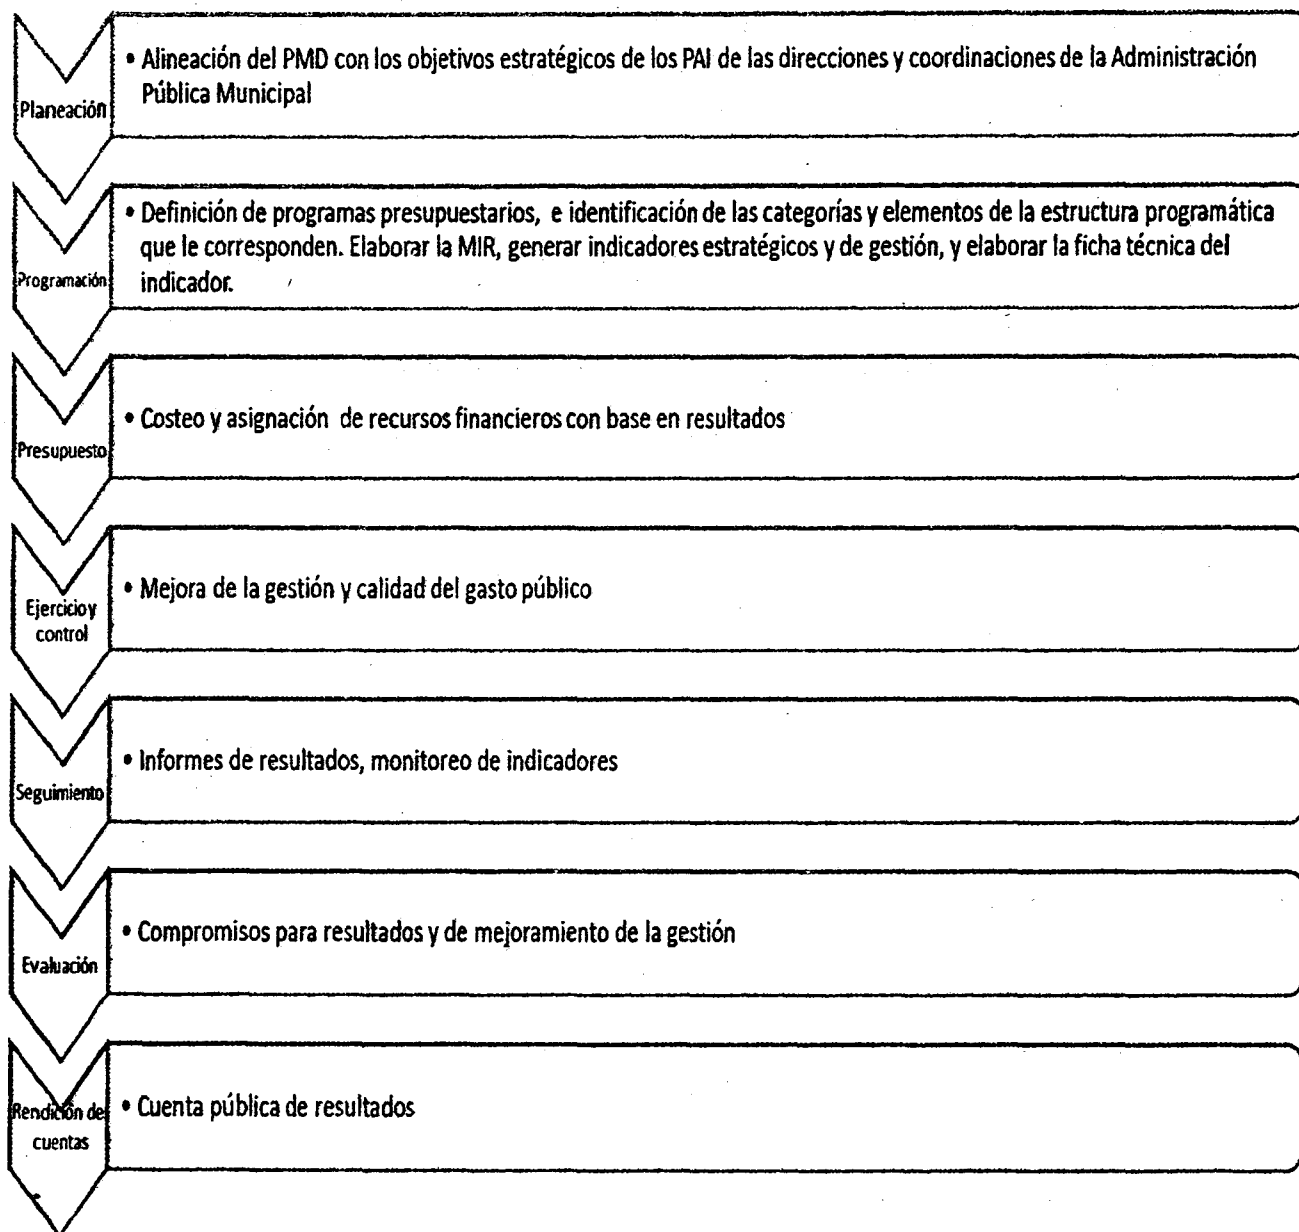 Planeación
• Alineación del PMD con los objetivos estratégicos de los PAI de las direcciones y coordinaciones de la Administración
Pública Municipal
Programación
• Definición de programas presupuestarios, e identificación de las categorías y elementos de la estructura programática
que le corresponden. Elaborar la MIR, generar indicadores estratégicos y de gestión, y elaborar la ficha técnica del
indicador.
Presupuesto
• Costeo y asignación de recursos financieros con base en resultados
Ejercicio y
control
• Mejora de la gestión y calidad del gasto público
Seguimiento
• Informes de resultados, monitoreo de indicadores
Evaluación
• Compromisos para resultados y de mejoramiento de la gestión
Rendición de
cuentas
• Cuenta pública de resultados